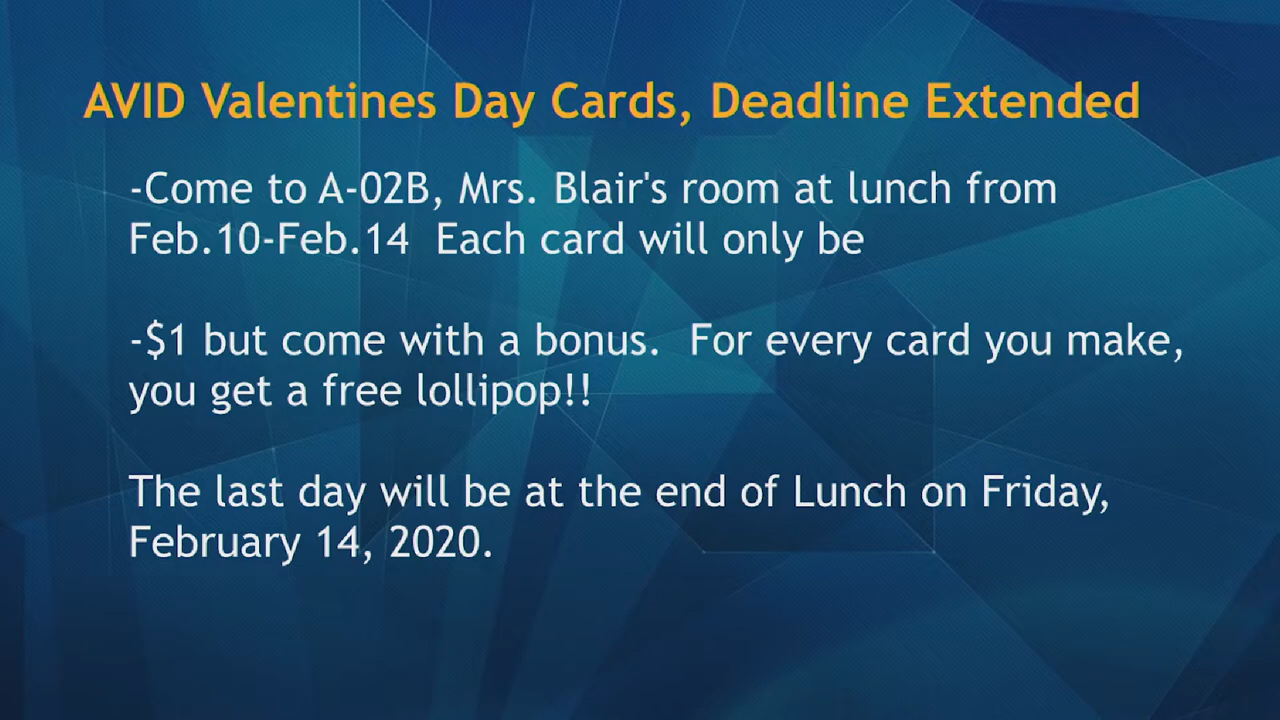 AVID Valentines Day Cards, Deadline Extended
-Come to A-02B, Mrs. Blair's room at lunch from
Feb.10-Feb.14  Each card will only be
-$1 but come with a bonus.  For every card you make,
you get a free lollipop!!
The last day will be at the end of Lunch on Friday,
February 14, 2020.